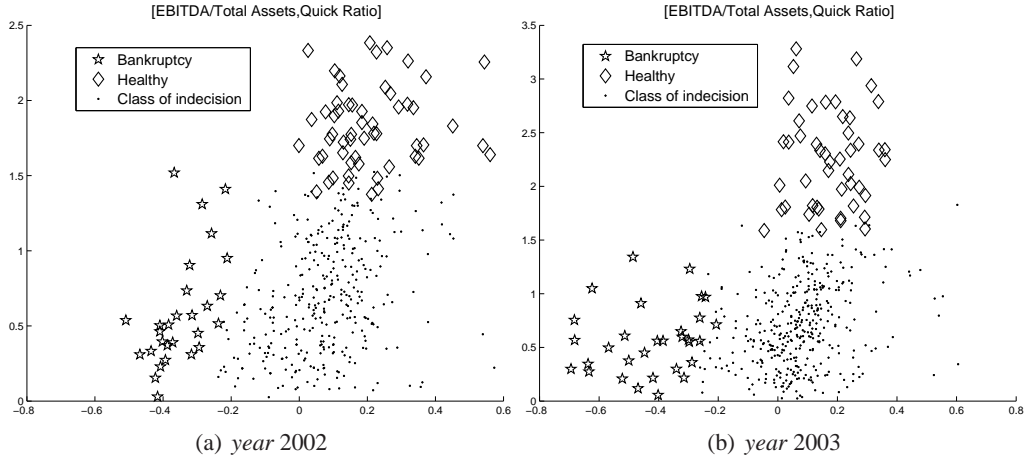 [EBITDA/Total Assets,Quick Ratio]
2.5
2
1.5
1
0.5
0
−0.8 −0.6 −0.4 −0.2 0 0.2 0.4 0.6
Bankruptcy
Healthy
Class of indecision
(a) year 2002
[EBITDA/Total Assets,Quick Ratio]
3.5
3
2.5
2
1.5
1
0.5
0
−0.8 −0.6 −0.4 −0.2 0 0.2 0.4 0.6 0.8
Bankruptcy
Healthy
Class of indecision
(b) year 2003